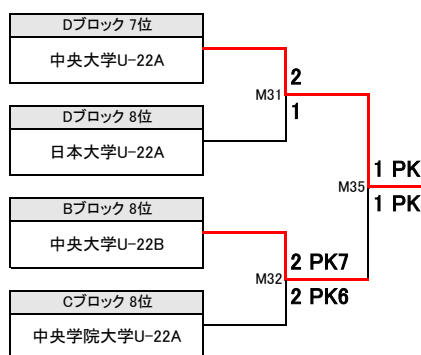 Dブロック 7位
中央大学U-22A
2
M31
1
Dブロック 8位
日本大学U-22A
1 PK
M35
1 PK
Bブロック 8位
中央大学U-22B
2 PK7
M32
2 PK6
Cブロック 8位
中央学院大学U-22A